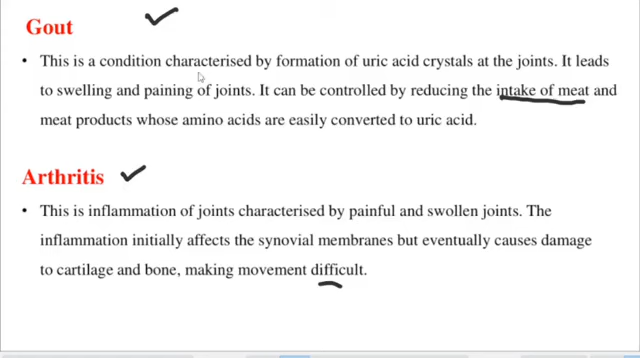 Gout
• This is a condition characterised by formation of uric acid crystals at the joints. It leads
to swelling and paining of joints. It can be controlled by reducing the intake of meat and
meat products whose amino acids are easily converted to uric acid.
Arthritis
• This is inflammation of joints characterised by painful and swollen joints. The
inflammation initially affects the synovial membranes but eventually causes damage
to cartilage and bone, making movement difficult.